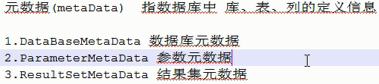 元数据(metaData)  指数据库中 库、表、列的定义信息
1.DataBaseMetaData 数据库元数据
2.ParameterMetaData 参数元数据
3.ResultSetMetaData 结果集元数据